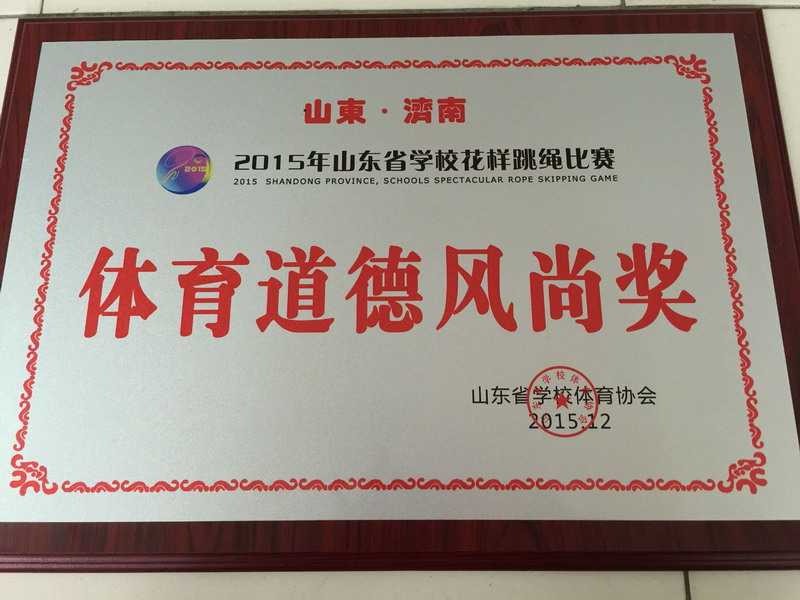 山東·濟南
2015
2015年山东省学校花样跳绳比赛
2015 SHANDONG PROVINCE, SCHOOLS SPECTACULAR ROPE SKIPPING GAME
体育道德风尚奖
山东省学校体育协会
2015.12